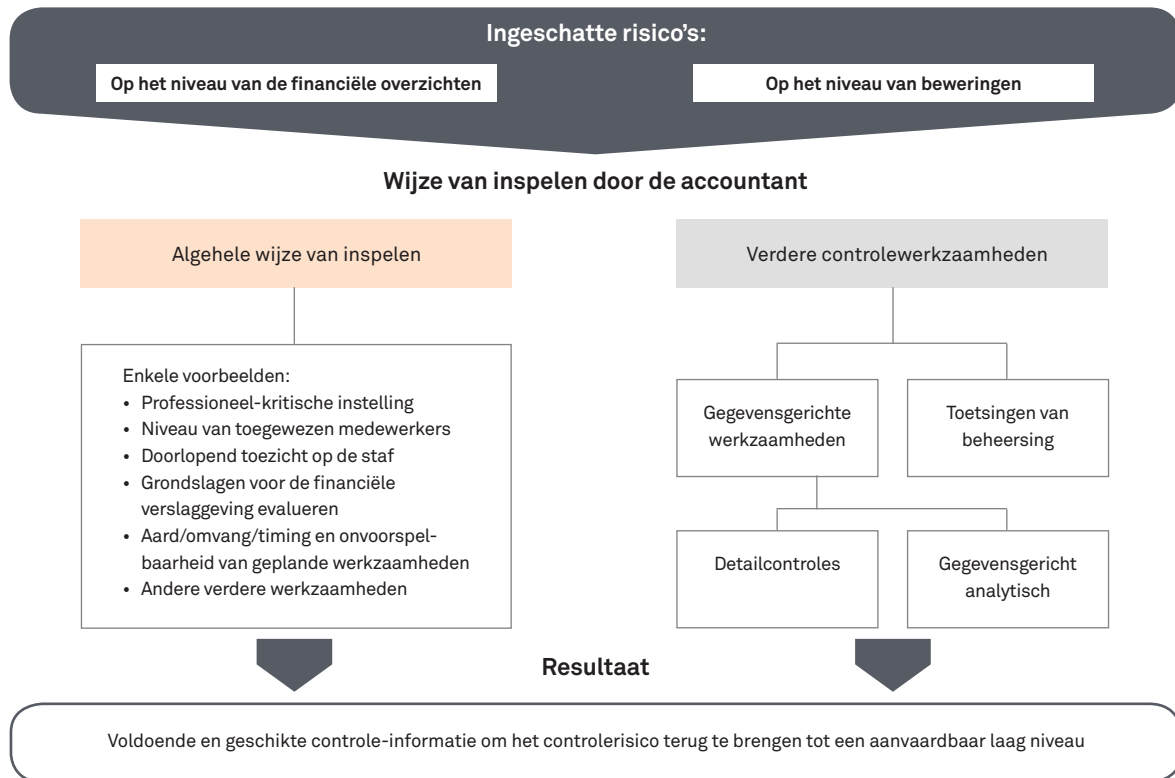 Ingeschatte risico’s:
Op het niveau van de financiële overzichten
Op het niveau van beweringen
Wijze van inspelen door de accountant
Algehele wijze van inspelen
Verdere controlewerkzaamheden
Enkele voorbeelden:
• Professioneel-kritische instelling
• Niveau van toegewezen medewerkers
• Doorlopend toezicht op de staf
• Grondslagen voor de financiële
verslaggeving evalueren
• Aard/omvang/timing en onvoorspel-
baarheid van geplande werkzaamheden
• Andere verdere werkzaamheden
Gegevensgerichte
werkzaamheden
Toetsingen van
beheersing
Detailcontroles
Gegevensgericht
analytisch
Resultaat
Voldoende en geschikte controle-informatie om het controlerisico terug te brengen tot een aanvaardbaar laag niveau